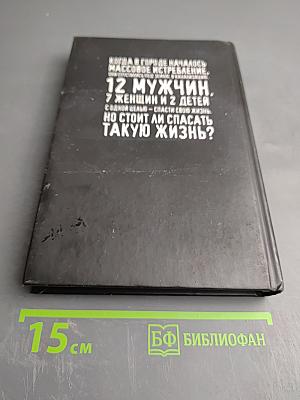 КОГДА В ГОРОДЕ НАЧАЛОСЬ
МАССОВОЕ ИСТРЕБЛЕНИЕ,
12 МУЖЧИН,
7 ЖЕНЩИН И 2 ДЕТЕЙ
С ОДНОЙ ЦЕЛЬЮ – СПАСТИ СВОЮ ЖИЗНЬ.
НО СТОИТ ЛИ СПАСАТЬ
ТАКУЮ ЖИЗНЬ?
15 см
БФ БИБЛИОФАН